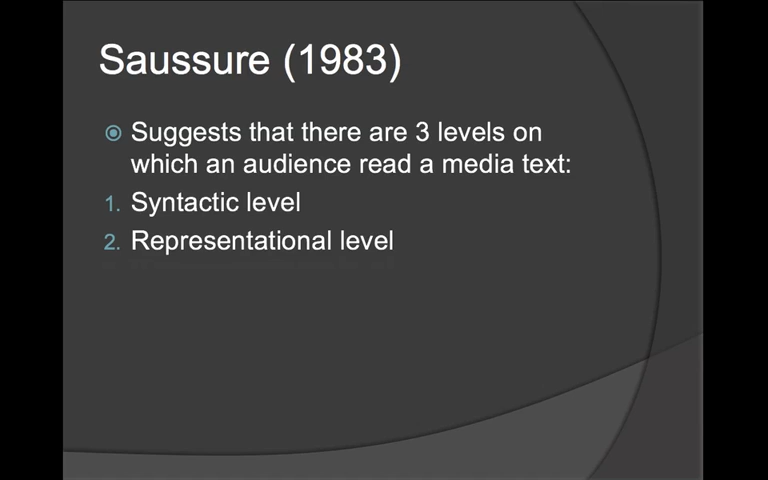 Saussure (1983)
Suggests that there are 3 levels on
which an audience read a media text:
1. Syntactic level
2. Representational level